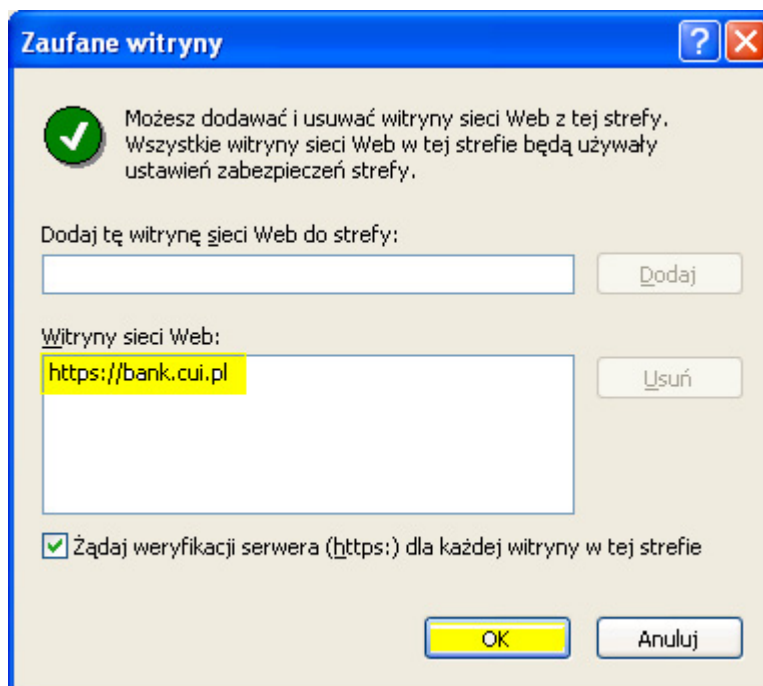 Zaufane witryny
Możesz dodawać i usuwać witryny sieci Web z tej strefy.
Wszystkie witryny sieci Web w tej strefie będą używały
ustawień zabezpieczeń strefy.
Dodaj tę witrynę sieci Web do strefy:
Dodaj
Witryny sieci Web:
https://bank.cui.pl
Usuń
Żądaj weryfikacji serwera (https:) dla każdej witryny w tej strefie
OK
Anuluj